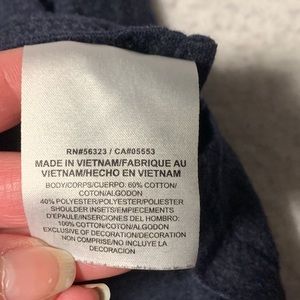 RN#56323 / CA#05553
MADE IN VIETNAM/FABRIQUE AU
VIETNAM/HECHO EN VIETNAM
BODY/CORPS/CUERPO: 60% COTTON/
COTON/ALGODON
40% POLYESTER/POLYESTER/POLIESTER
SHOULDER INSETS/EMPIECEMENTS
D'EPAULE/INSERCIONES DEL HOMBRO:
100% COTTON/COTON/ALGODON
EXCLUSIVE OF DECORATION/DECORATION
NON COMPRISE/NO INCLUYE LA
DECORACION